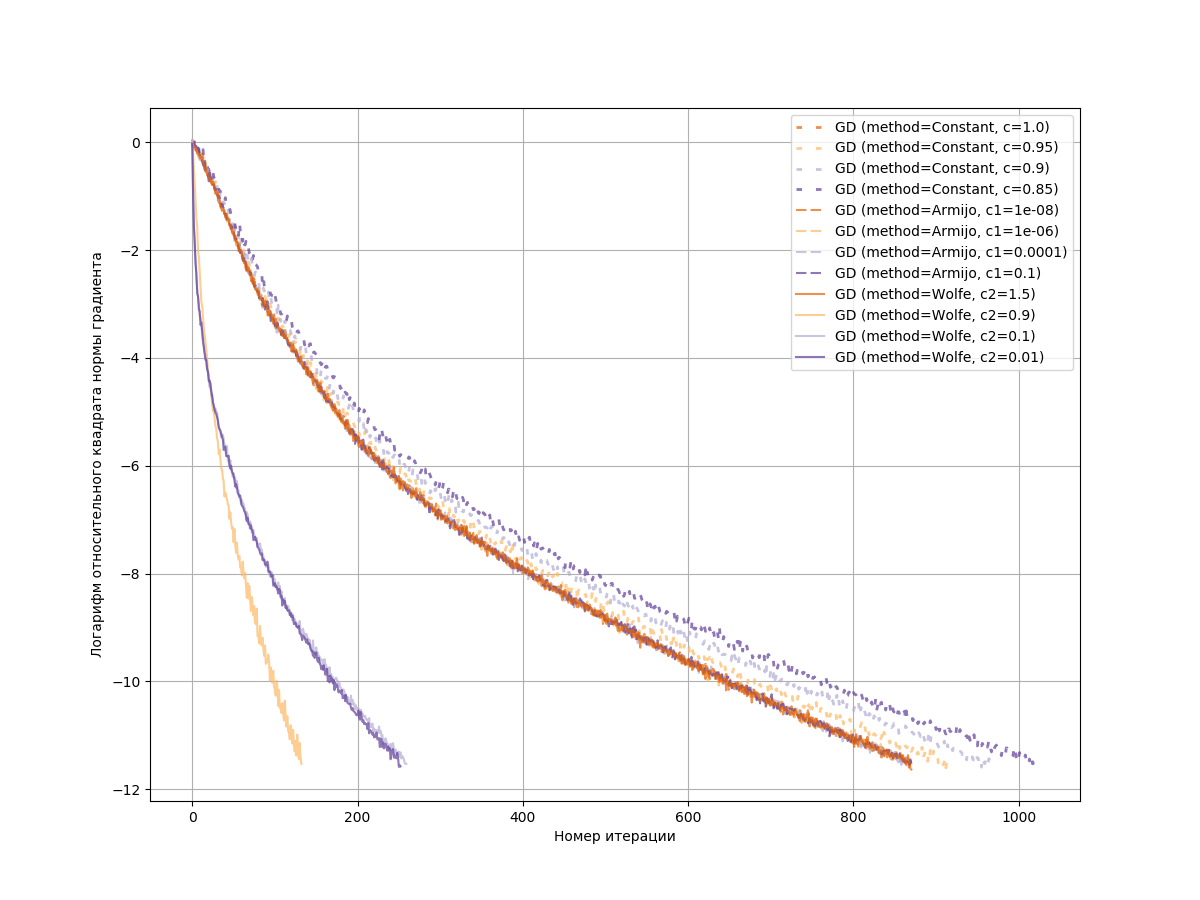 GD (method=Constant, c=1.0)
GD (method=Constant, c=0.95)
GD (method=Constant, c=0.9)
GD (method=Constant, c=0.85)
GD (method=Armijo, c1=1e-08)
GD (method=Armijo, c1=1e-06)
GD (method=Armijo, c1=0.0001)
GD (method=Armijo, c1=0.1)
GD (method=Wolfe, c2=1.5)
GD (method=Wolfe, c2=0.9)
GD (method=Wolfe, c2=0.1)
GD (method=Wolfe, c2=0.01)
Логарифм относительного квадрата нормы градиента
0
−2
−4
−6
−8
−10
−12
0 200 400 600 800 1000
Номер итерации